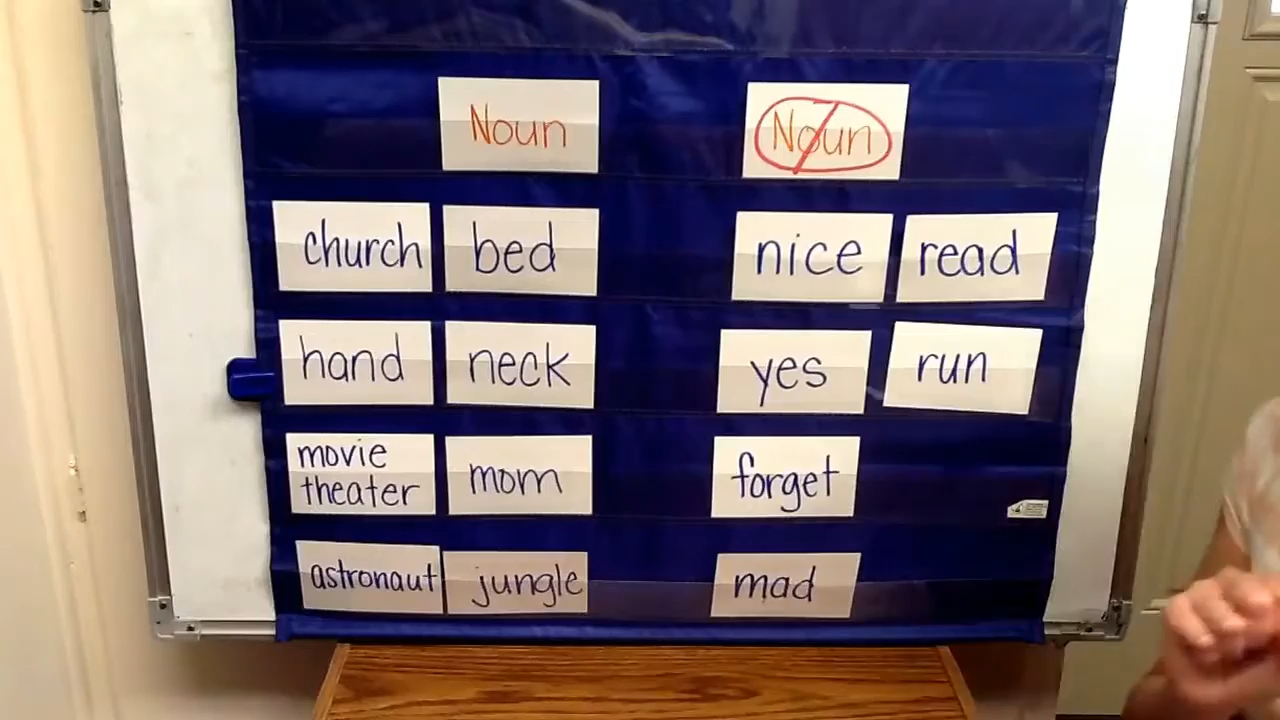 Noun Noun
church bed nice read
hand neck yes run
movie
theater mom forget
astronaut jungle mad